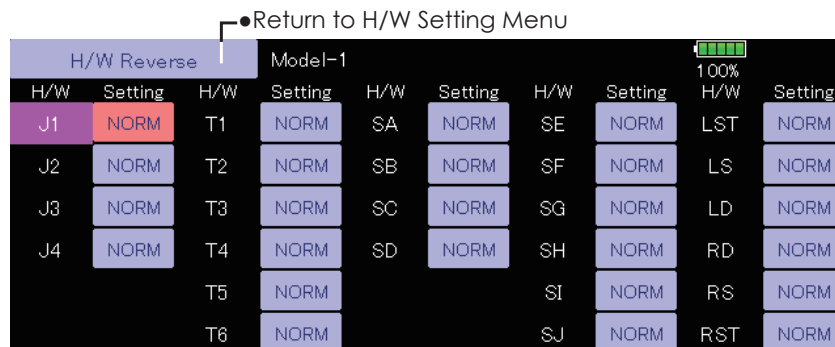 ●Return to H/W Setting Menu
H/W Reverse Model-1 100%
H/W Setting H/W Setting H/W Setting H/W Setting H/W Setting
J1 NORM T1 NORM SA NORM SE NORM LST NORM
J2 NORM T2 NORM SB NORM SF NORM LS NORM
J3 NORM T3 NORM SC NORM SG NORM LD NORM
J4 NORM T4 NORM SD NORM SH NORM RD NORM
T5 NORM SI NORM RS NORM
T6 NORM SJ NORM RST NORM